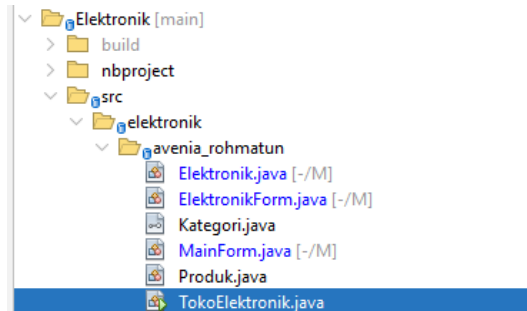 Elektronik [main]
build
nbproject
src
elektronik
avenia_rohmatun
Elektronik.java [-/M]
ElektronikForm.java [-/M]
Kategori.java
MainForm.java [-/M]
Produk.java
TokoElektronik.java